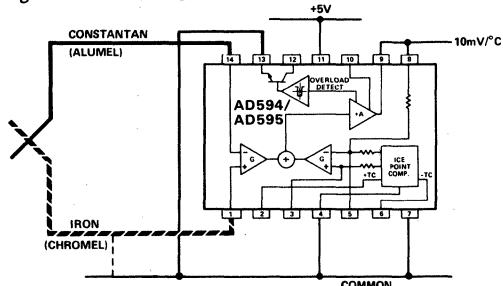 +5V
CONSTANTAN
(ALUMEL)
10mV/°C
14 13 12 11 10 9 8
OVERLOAD
DETECT
AD594/
AD595
+A
G
G
ICE
POINT
COMP.
+TC
-TC
IRON
(CHROMEL)
1 2 3 4 5 6 7
COMMON